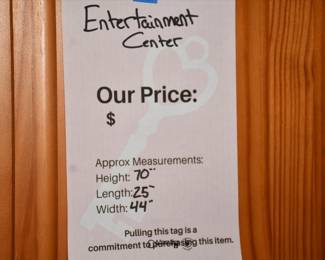 Entertainment
Center
Our Price:
$
Approx Measurements:
Height: 70"
Length: 25"
Width: 44"
Pulling this tag is a
commitment to purchasing this item.